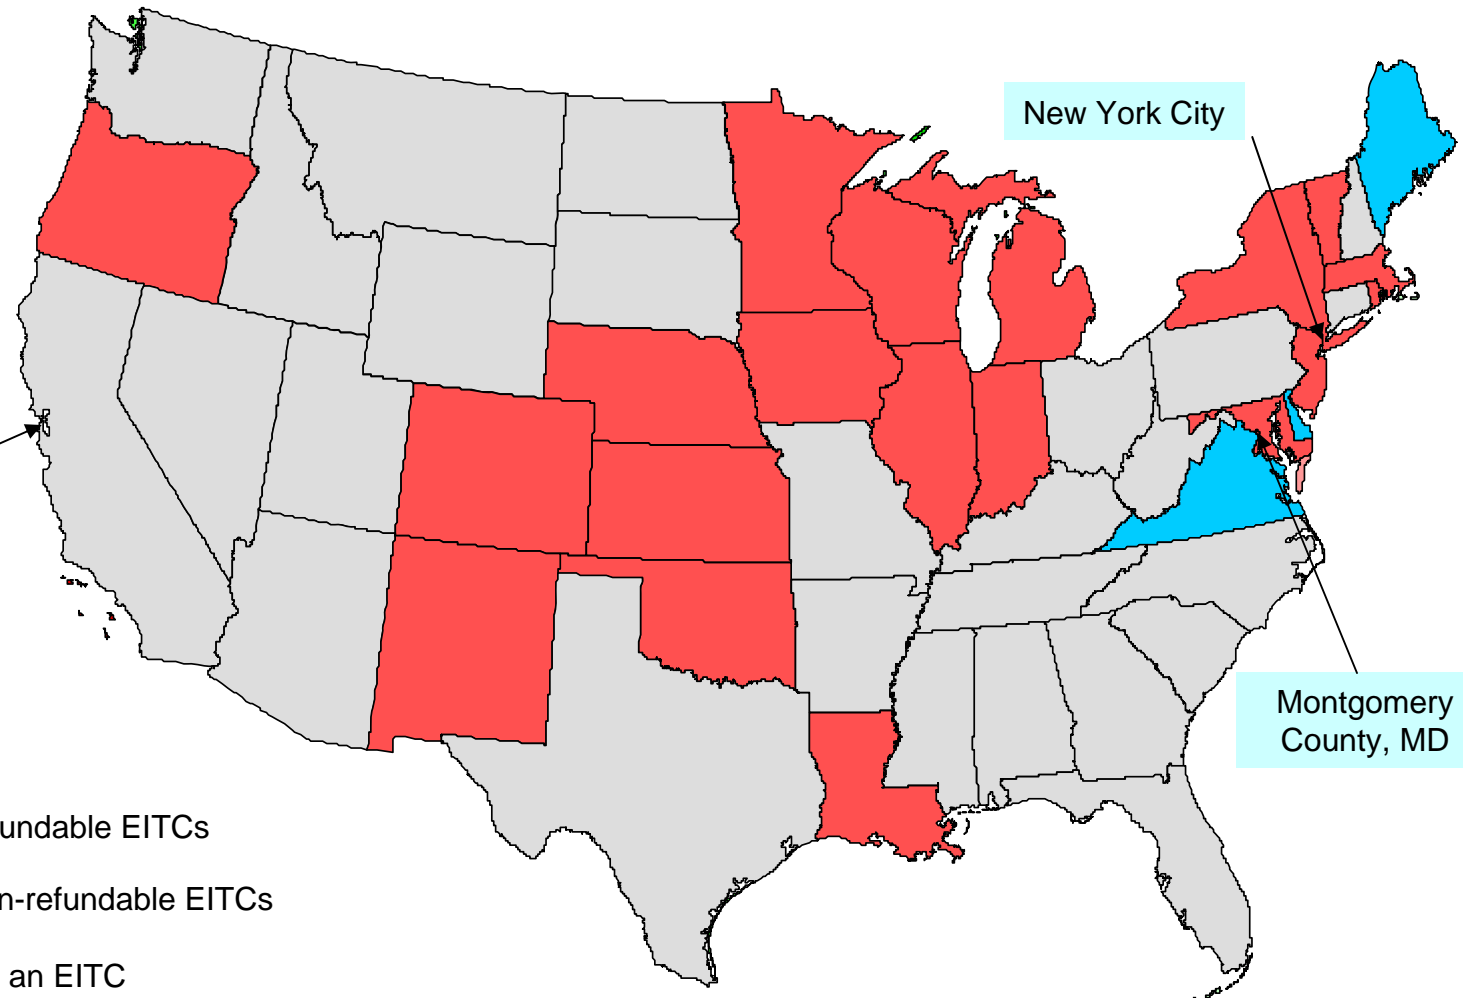 New York City
Montgomery
County, MD
undable EITCs
n-refundable EITCs
an EITC